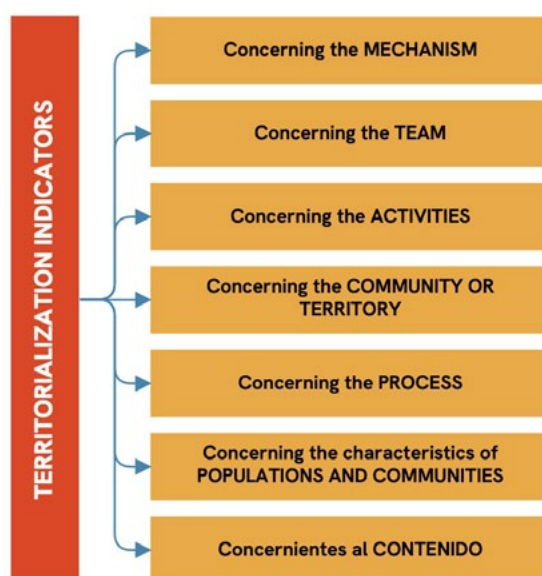 TERRITORIALIZATION INDICATORS
Concerning the MECHANISM
Concerning the TEAM
Concerning the ACTIVITIES
Concerning the COMMUNITY OR
TERRITORY
Concerning the PROCESS
Concerning the characteristics of
POPULATIONS AND COMMUNITIES
Concernientes al CONTENIDO